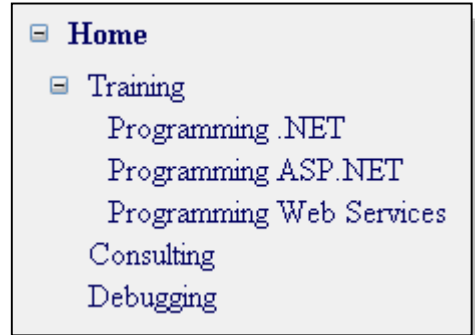 Home
Training
Programming .NET
Programming ASP.NET
Programming Web Services
Consulting
Debugging